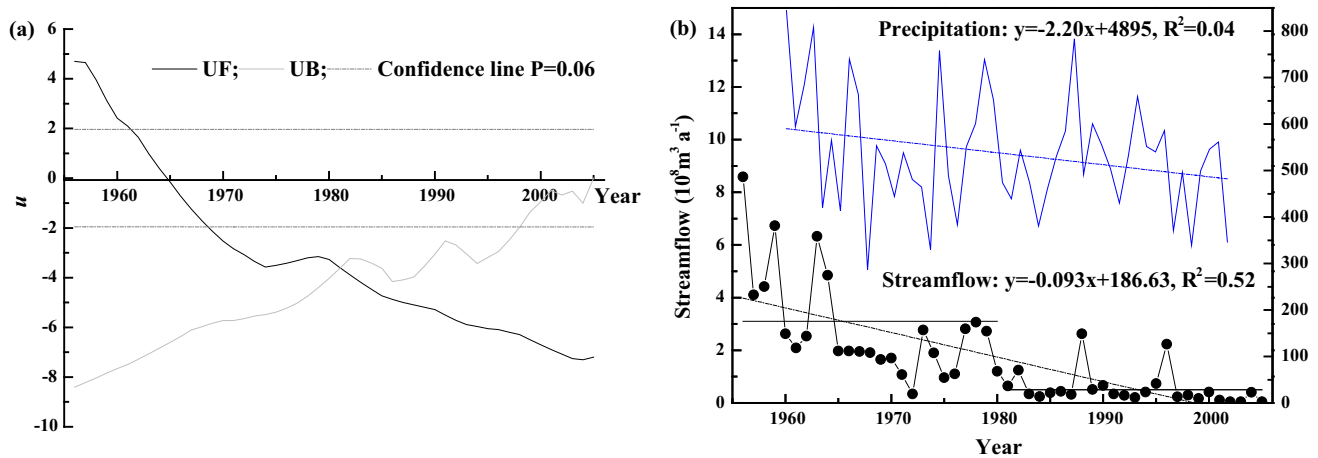 (a)
UF; UB; Confidence line P=0.06
u
6
4
2
0
-2
-4
-6
-8
-10
1960 1970 1980 1990 2000 Year
(b)
Precipitation: y=-2.20x+4895, R²=0.04
Streamflow: y=-0.093x+186.63, R²=0.52
Streamflow (10⁸m³ a⁻¹)
14
12
10
8
6
4
2
0
800
700
600
500
400
300
200
100
0
1960 1970 1980 1990 2000
Year